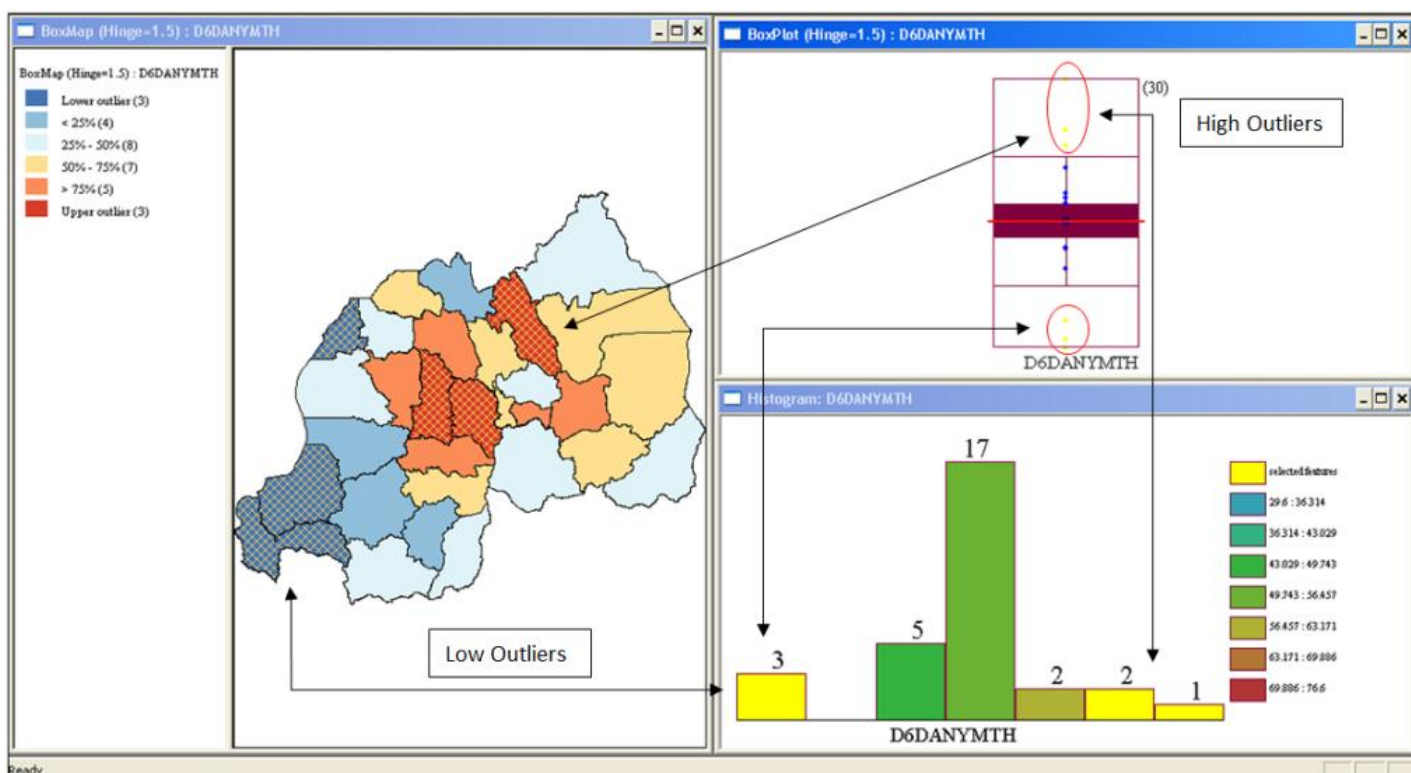 BoxMap (Hinge=1.5) : D6DANYMTH
BoxMap (Hinge=1.5) : D6DANYMTH
Lower outlier (3)
< 25% (4)
25% - 50% (8)
50% - 75% (7)
> 75% (5)
Upper outlier (3)
Low Outliers
BoxPlot (Hinge=1.5) : D6DANYMTH
(30)
High Outliers
D6DANYMTH
Histogram: D6DANYMTH
3
5
17
2
2
1
D6DANYMTH
selected features
29.6 : 36.314
36.314 : 43.029
43.029 : 49.743
49.743 : 56.457
56.457 : 63.171
63.171 : 69.886
69.886 : 76.6
Ready